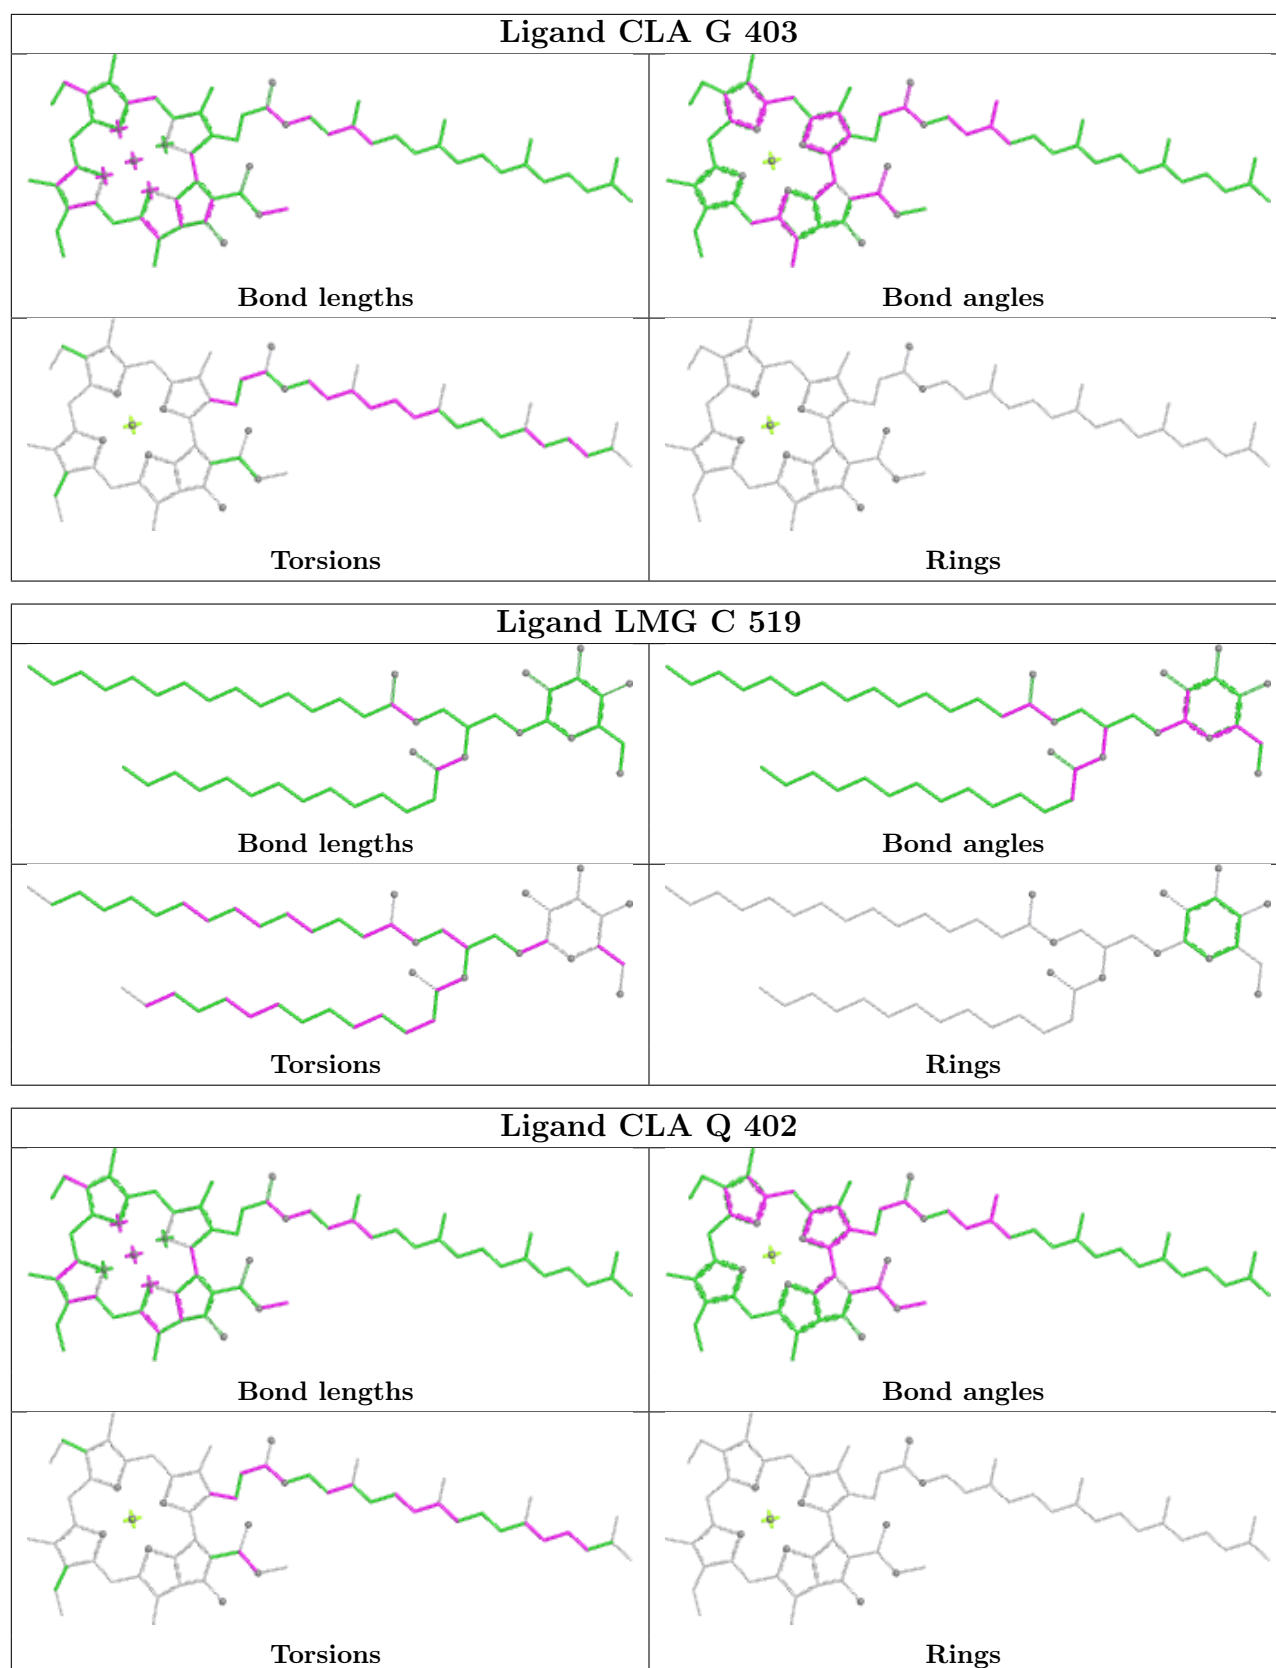 Ligand CLA G 403
Bond lengths
Bond angles
Torsions
Rings
Ligand LMG C 519
Bond lengths
Bond angles
Torsions
Rings
Ligand CLA Q 402
Bond lengths
Bond angles
Torsions
Rings